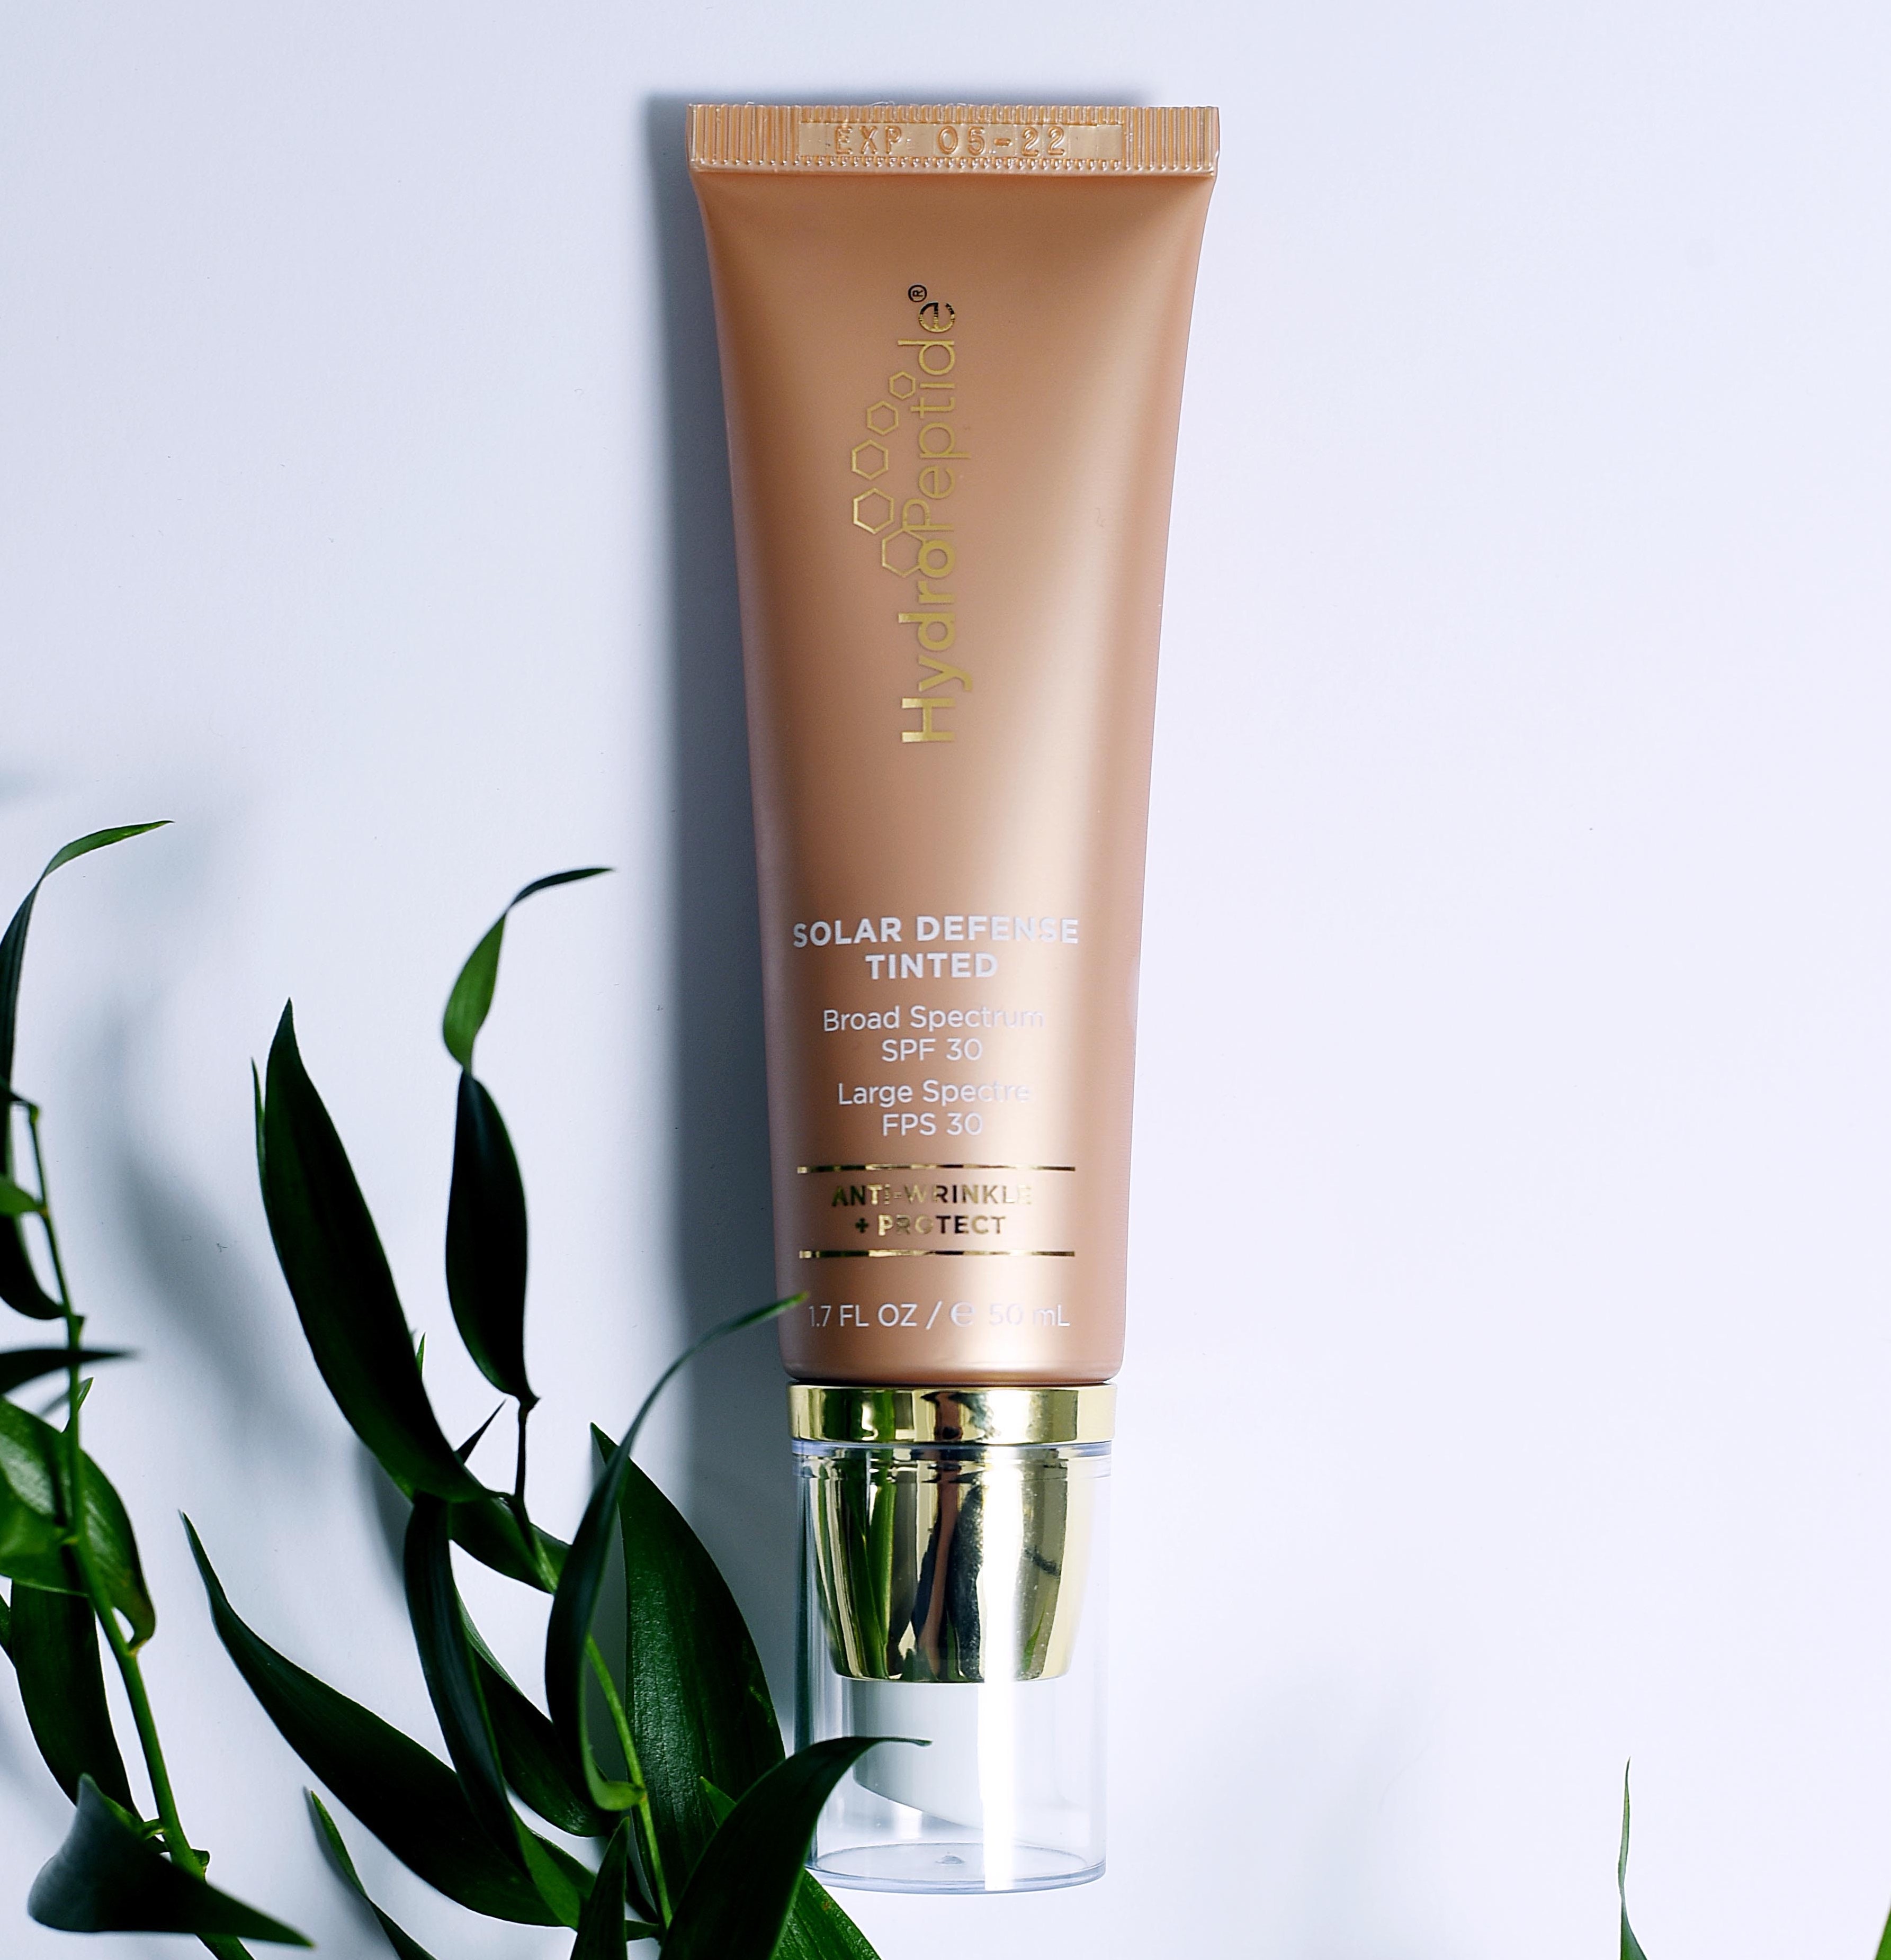 EXP 05-22
HydroPeptide®
SOLAR DEFENSE
TINTED
Broad Spectrum
SPF 30
Large Spectre
FPS 30
ANTI-WRINKLE
+ PROTECT
1.7 FL OZ / ℮ 50 mL